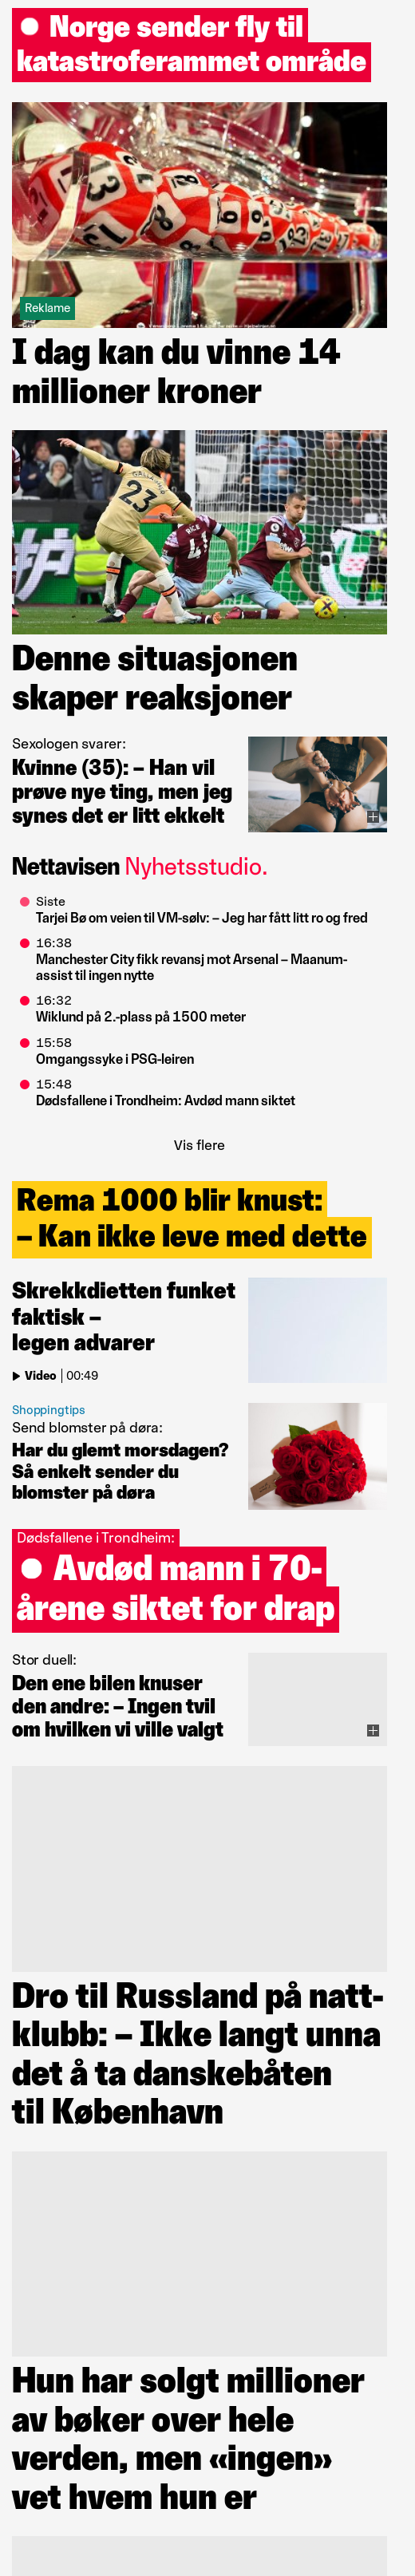 Norge sender fly til
katastroferammet område
Reklame
I dag kan du vinne 14
millioner kroner
GALLAGHER
23
RICE
41
Denne situasjonen
skaper reaksjoner
Sexologen svarer:
Kvinne (35): – Han vil
prøve nye ting, men jeg
synes det er litt ekkelt
Nettavisen Nyhetsstudio.
Siste
Tarjei Bø om veien til VM-sølv: – Jeg har fått litt ro og fred
16:38
Manchester City fikk revansj mot Arsenal – Maanum-
assist til ingen nytte
16:32
Wiklund på 2.-plass på 1500 meter
15:58
Omgangssyke i PSG-leiren
15:48
Dødsfallene i Trondheim: Avdød mann siktet
Vis flere
Rema 1000 blir knust:
– Kan ikke leve med dette
Skrekkdietten funket
faktisk –
legen advarer
Video | 00:49
Shoppingtips
Send blomster på døra:
Har du glemt morsdagen?
Så enkelt sender du
blomster på døra
Dødsfallene i Trondheim:
Avdød mann i 70-
årene siktet for drap
Stor duell:
Den ene bilen knuser
den andre: – Ingen tvil
om hvilken vi ville valgt
Dro til Russland på natt-
klubb: – Ikke langt unna
det å ta danskebåten
til København
Hun har solgt millioner
av bøker over hele
verden, men «ingen»
vet hvem hun er